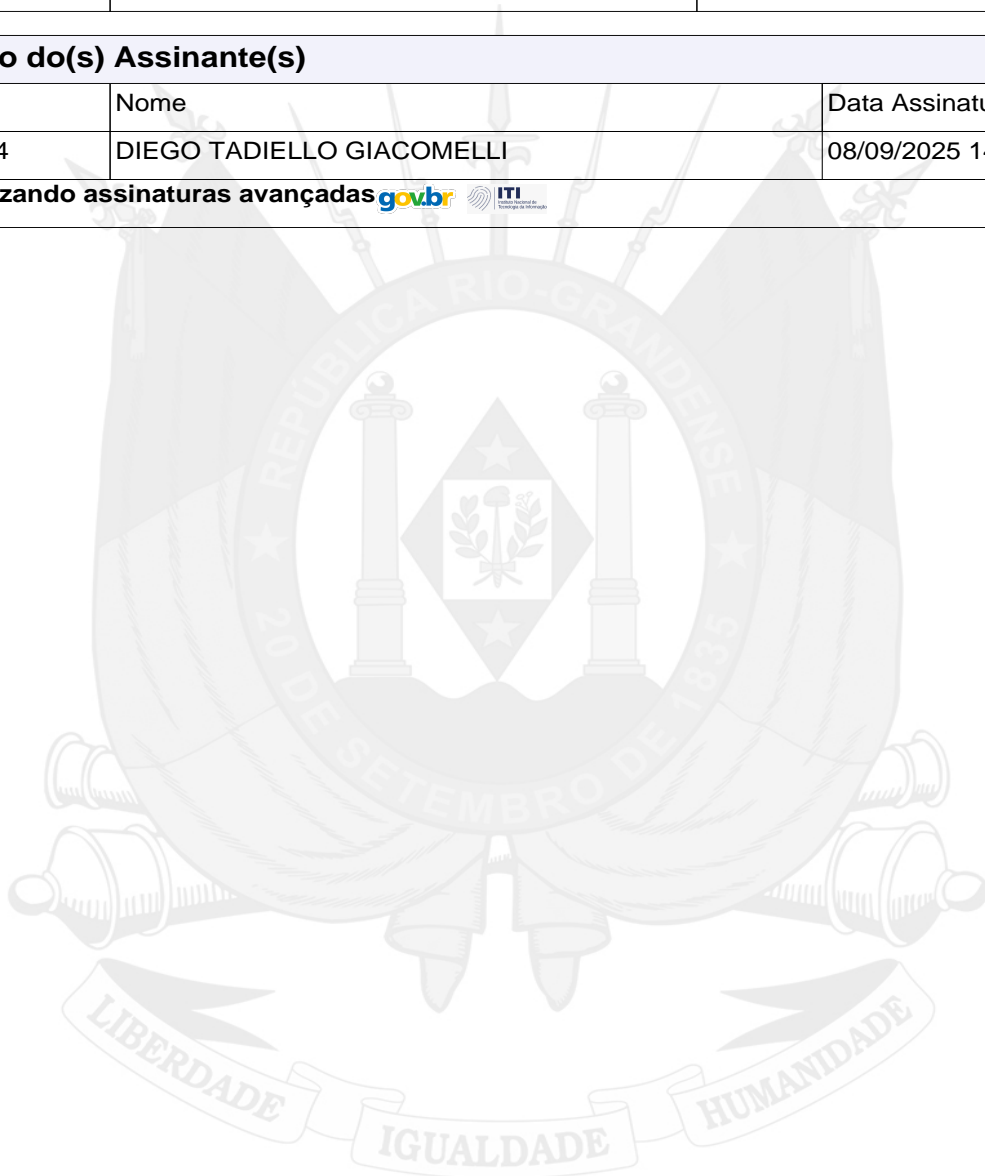 o do(s) Assinante(s)
Nome
Data Assinatu
4
DIEGO TADIELLO GIACOMELLI
08/09/2025 14
zando assinaturas avançadas gov.br ITI
REPÚBLICA RIO-GRANDENSE
20 DE SETEMBRO DE 1835
LIBERDADE
IGUALDADE
HUMANIDADE